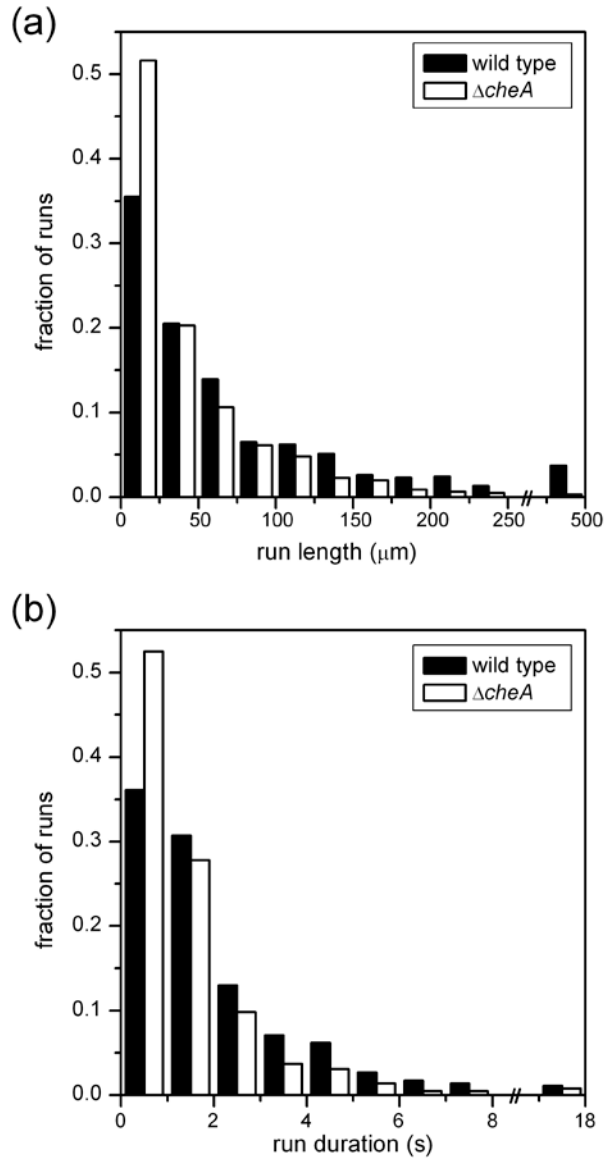 (a)
wild type
ΔcheA
0.5
0.4
0.3
0.2
0.1
0.0
fraction of runs
0 50 100 150 200 250 500
run length (μm)
(b)
wild type
ΔcheA
0.5
0.4
0.3
0.2
0.1
0.0
fraction of runs
0 2 4 6 8 18
run duration (s)